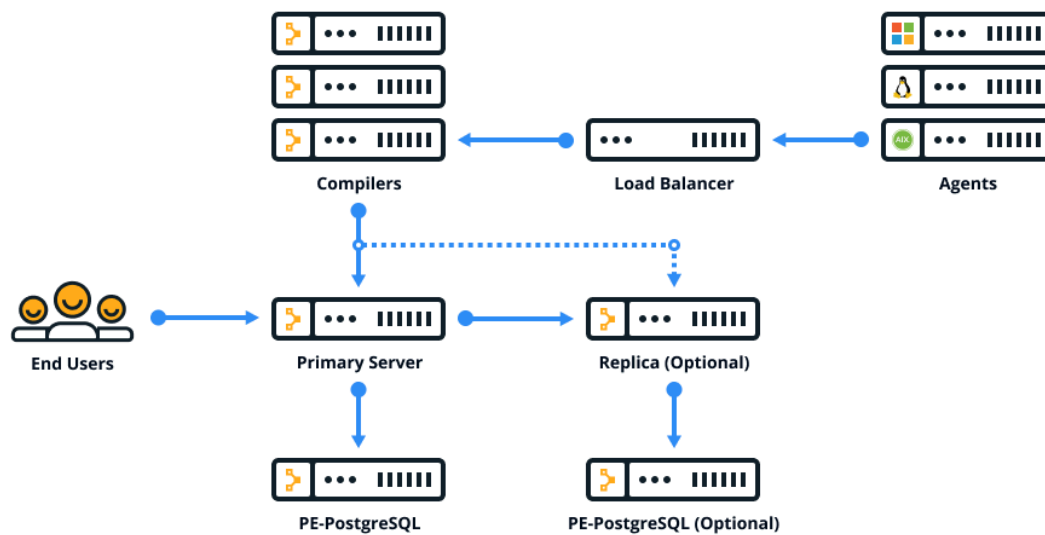 AIX
Compilers
Load Balancer
Agents
End Users
Primary Server
Replica (Optional)
PE-PostgreSQL
PE-PostgreSQL (Optional)